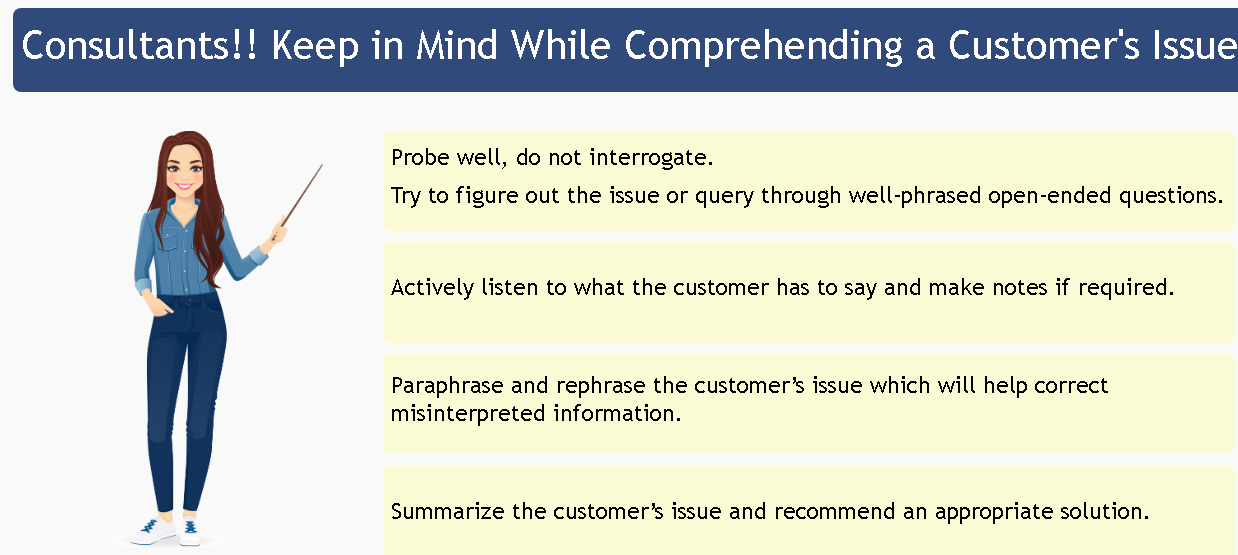 Consultants!! Keep in Mind While Comprehending a Customer's Issue
Probe well, do not interrogate.
Try to figure out the issue or query through well-phrased open-ended questions.
Actively listen to what the customer has to say and make notes if required.
Paraphrase and rephrase the customer’s issue which will help correct
misinterpreted information.
Summarize the customer’s issue and recommend an appropriate solution.